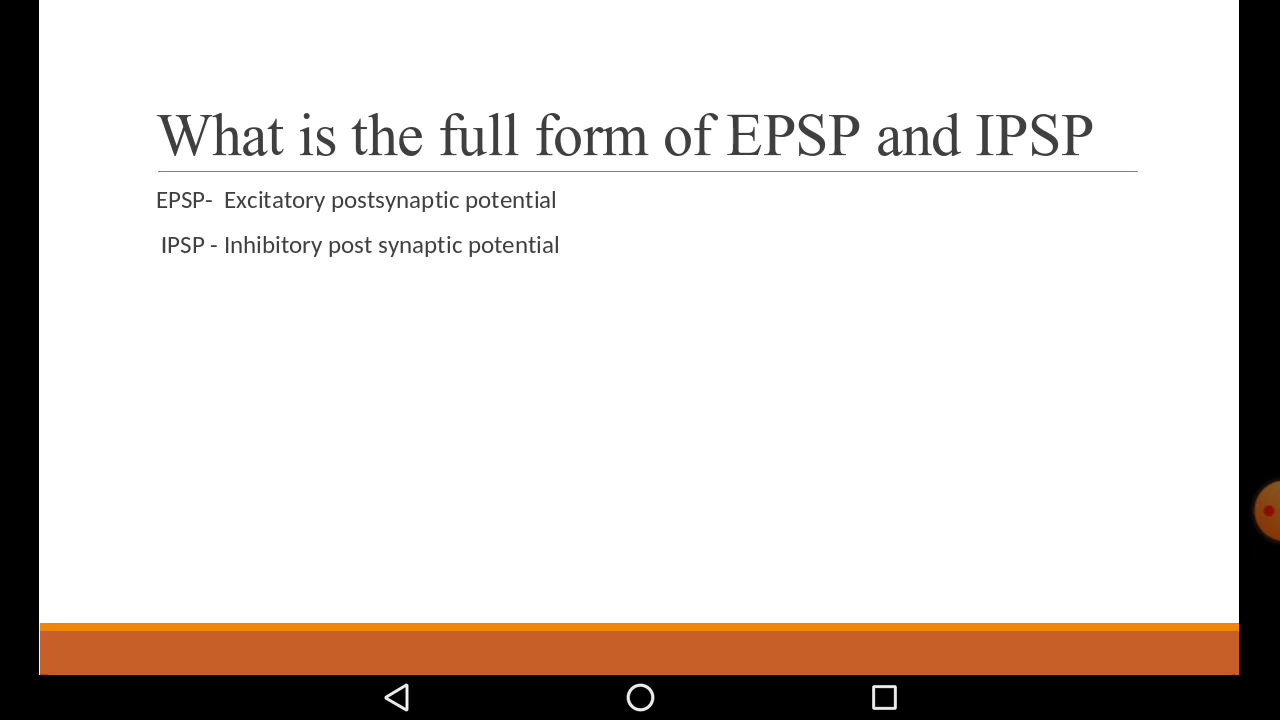 What is the full form of EPSP and IPSP
EPSP-  Excitatory postsynaptic potential
IPSP - Inhibitory post synaptic potential